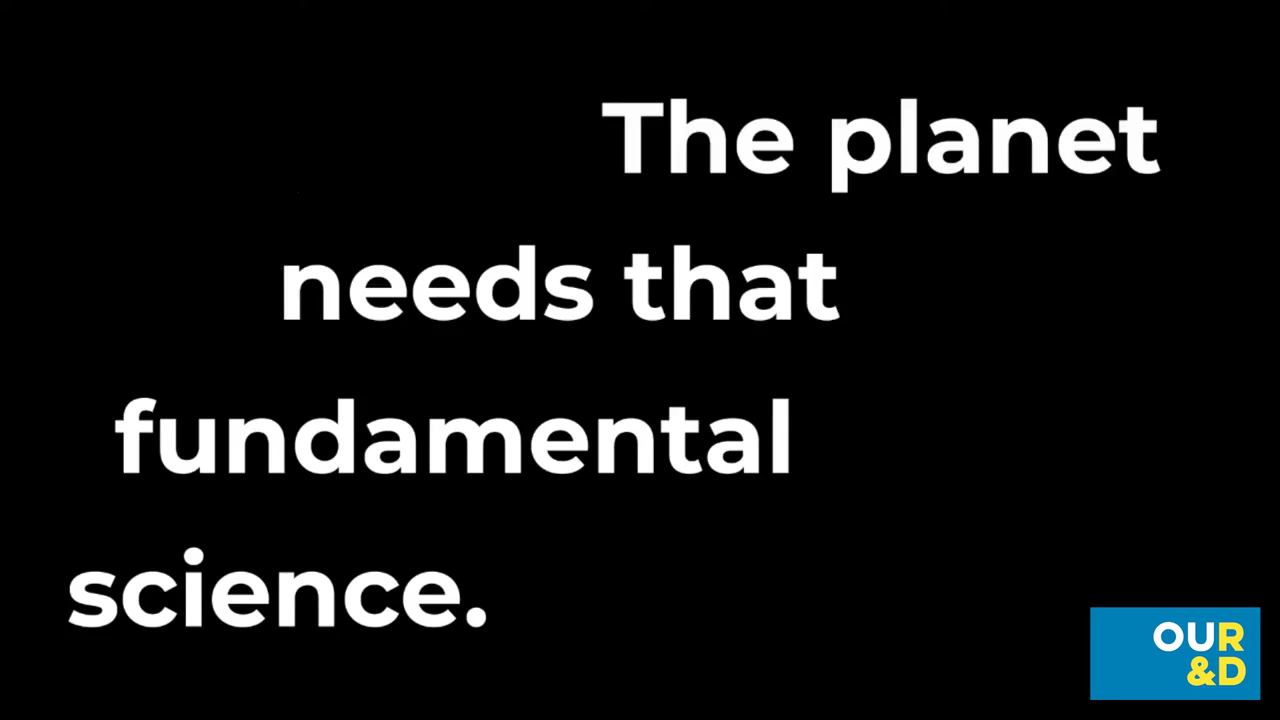 The planet
needs that
fundamental
science.
OUR
&D